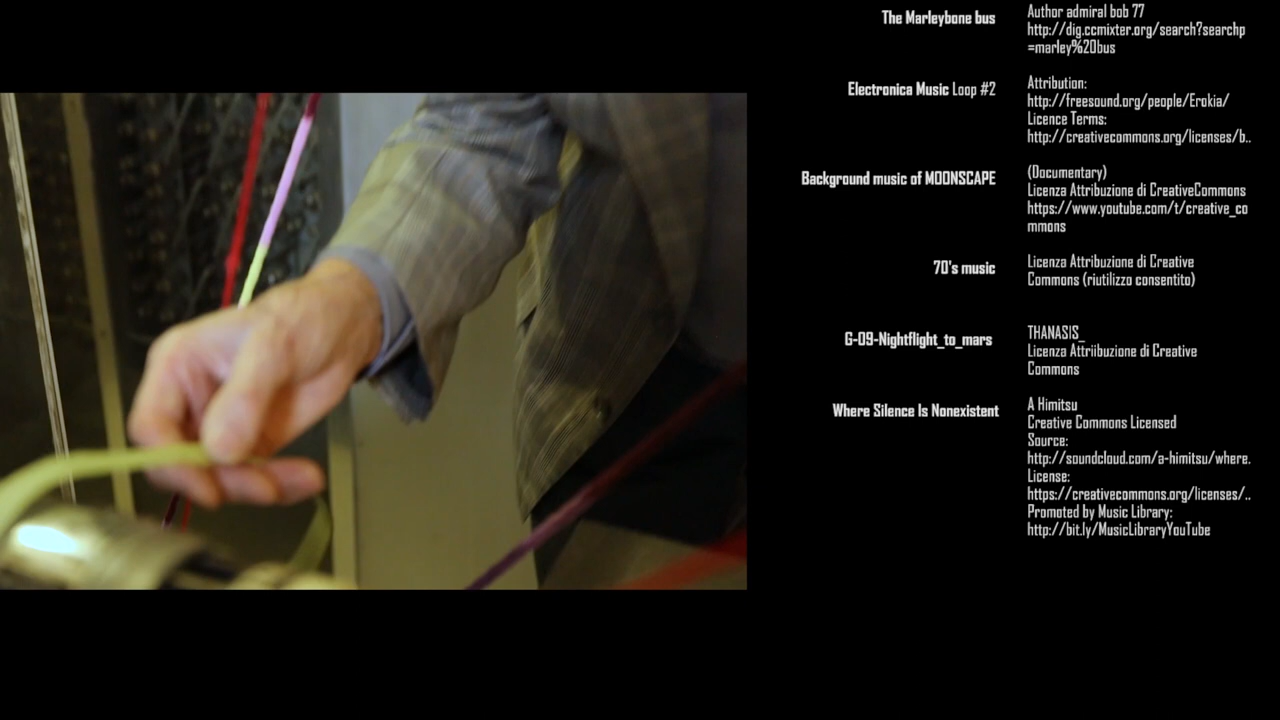 The Marleybone bus
Author admiral bob 77
http://dig.ccmixter.org/search?searchp
=marley%20bus
Electronica Music Loop #2
Attribution:
http://freesound.org/people/Erokia/
Licence Terms:
http://creativecommons.org/licenses/b..
Background music of MOONSCAPE
(Documentary)
Licenza Attribuzione di CreativeCommons
https://www.youtube.com/t/creative_co
mmons
70's music
Licenza Attribuzione di Creative
Commons (riutilizzo consentito)
G-09-Nightflight_to_mars
THANASIS_
Licenza Attriibuzione di Creative
Commons
Where Silence Is Nonexistent
A Himitsu
Creative Commons Licensed
Source:
http://soundcloud.com/a-himitsu/where.
License:
https://creativecommons.org/licenses/..
Promoted by Music Library:
http://bit.ly/MusicLibraryYouTube